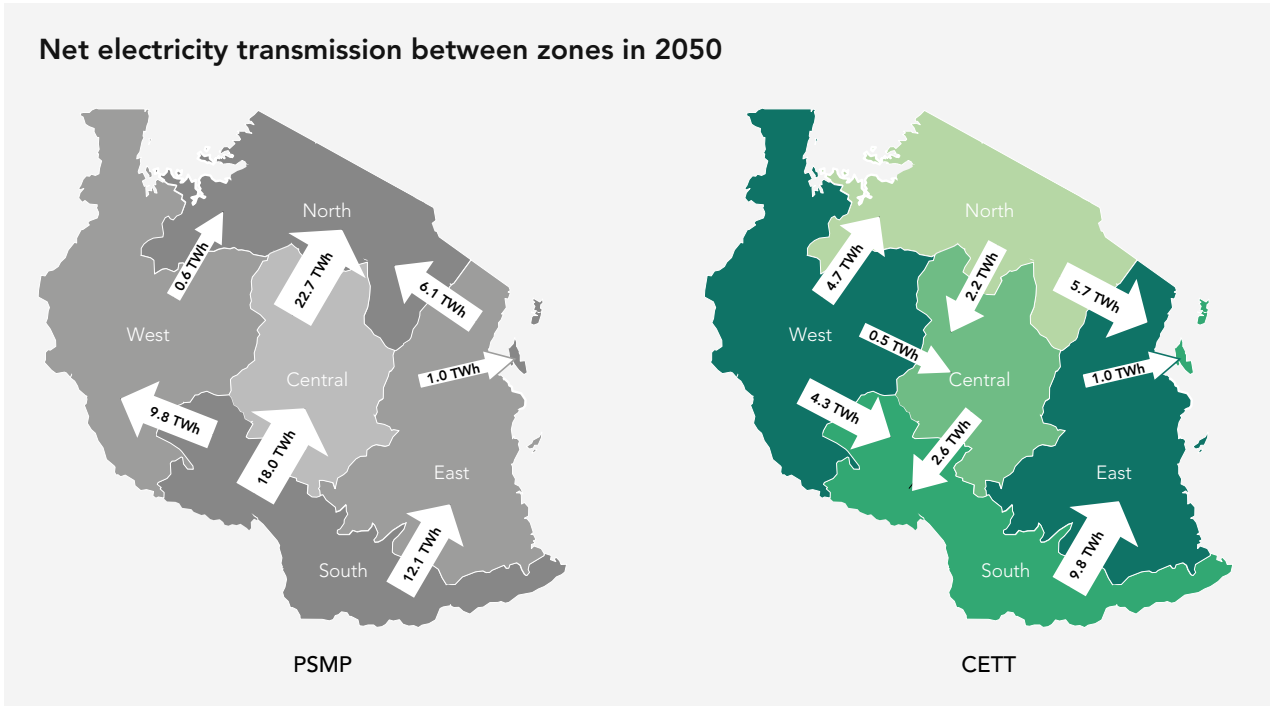 Net electricity transmission between zones in 2050
North
0.6 TWh
22.7 TWh
6.1 TWh
West
Central
1.0 TWh
9.8 TWh
18.0 TWh
East
12.1 TWh
South
PSMP
North
4.7 TWh
2.2 TWh
5.7 TWh
West
0.5 TWh
Central
1.0 TWh
4.3 TWh
2.6 TWh
East
9.8 TWh
South
CETT